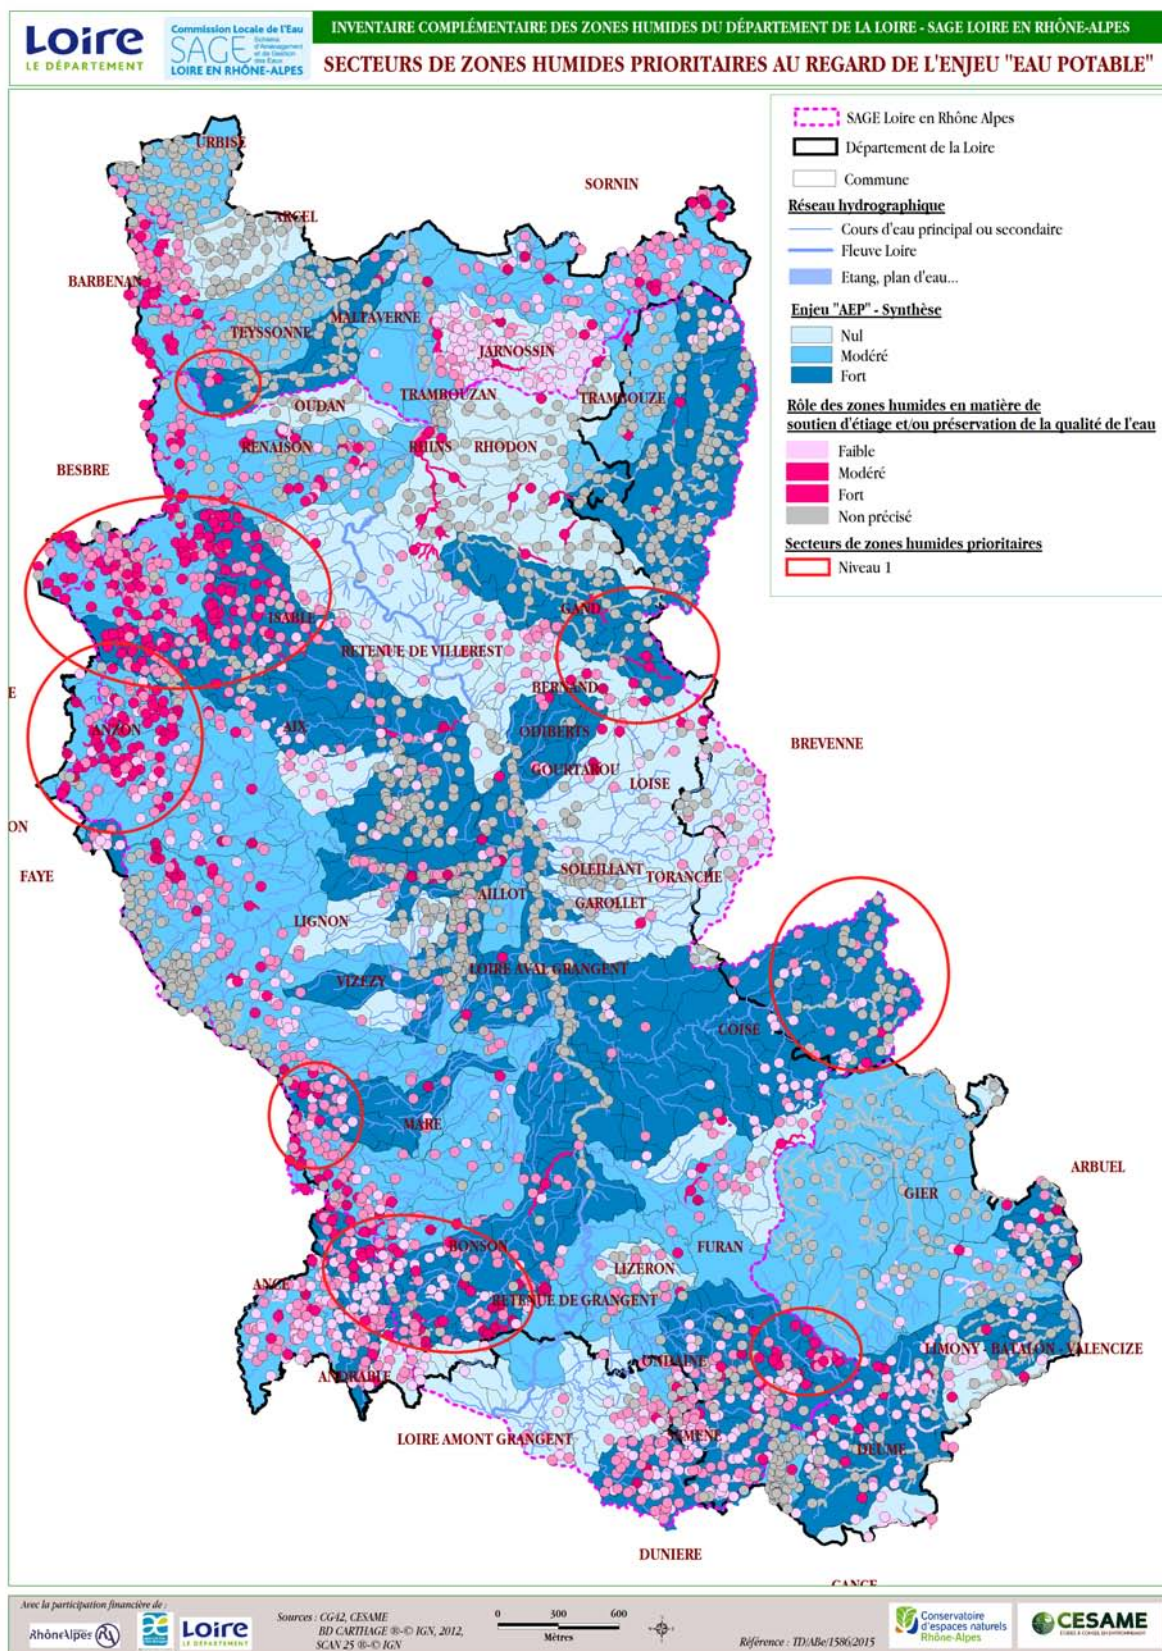 Loire
LE DÉPARTEMENT
Commission Locale de l'Eau
SAGE
Schéma
d'Aménagement
et de Gestion
des Eaux
LOIRE EN RHÔNE-ALPES
INVENTAIRE COMPLÉMENTAIRE DES ZONES HUMIDES DU DÉPARTEMENT DE LA LOIRE - SAGE LOIRE EN RHÔNE-ALPES
SECTEURS DE ZONES HUMIDES PRIORITAIRES AU REGARD DE L'ENJEU "EAU POTABLE"
SAGE Loire en Rhône Alpes
Département de la Loire
Commune
Réseau hydrographique
Cours d'eau principal ou secondaire
Fleuve Loire
Etang, plan d'eau...
Enjeu "AEP" - Synthèse
Nul
Modéré
Fort
Rôle des zones humides en matière de
soutien d'étiage et/ou préservation de la qualité de l'eau
Faible
Modéré
Fort
Non précisé
Secteurs de zones humides prioritaires
Niveau 1
URBISE
SORNIN
ARCEL
BARBENAN
TEYSSONNE
MALTAVERNE
JARNOSSIN
OUDAN
TRAMBOUZAN
TRAMBOUZE
RENAISON
RUINS
RHODON
BESBRE
ISABLE
GAND
RETENUE DE VILLEREST
BERNAND
E
ANZON
AIX
ODIBERTS
BREVENNE
GOURTAROU
LOISE
ON
FAYE
SOLEILLANT
TORANCHE
AILLOT
GAROLLET
LIGNON
LOIRE AVAL GRANGENT
VIZEZY
COISE
MARE
ARBUEL
GIER
BONSON
FURAN
LIZERON
ANCE
RETENUE DE GRANGENT
LIMONY - BATALON - VALENCIZE
ONDAINE
ANDRABLE
LOIRE AMONT GRANGENT
SEMENE
DEUME
DUNIERE
CANCE
Avec la participation financière de :
RhôneAlpes
Loire
LE DÉPARTEMENT
Sources : CG42, CESAME
BD CARTHAGE ®-© IGN, 2012,
SCAN 25 ®-© IGN
0 300 600
Mètres
Référence : TD/ABe/1586/2015
Conservatoire
d'espaces naturels
Rhône-Alpes
CESAME